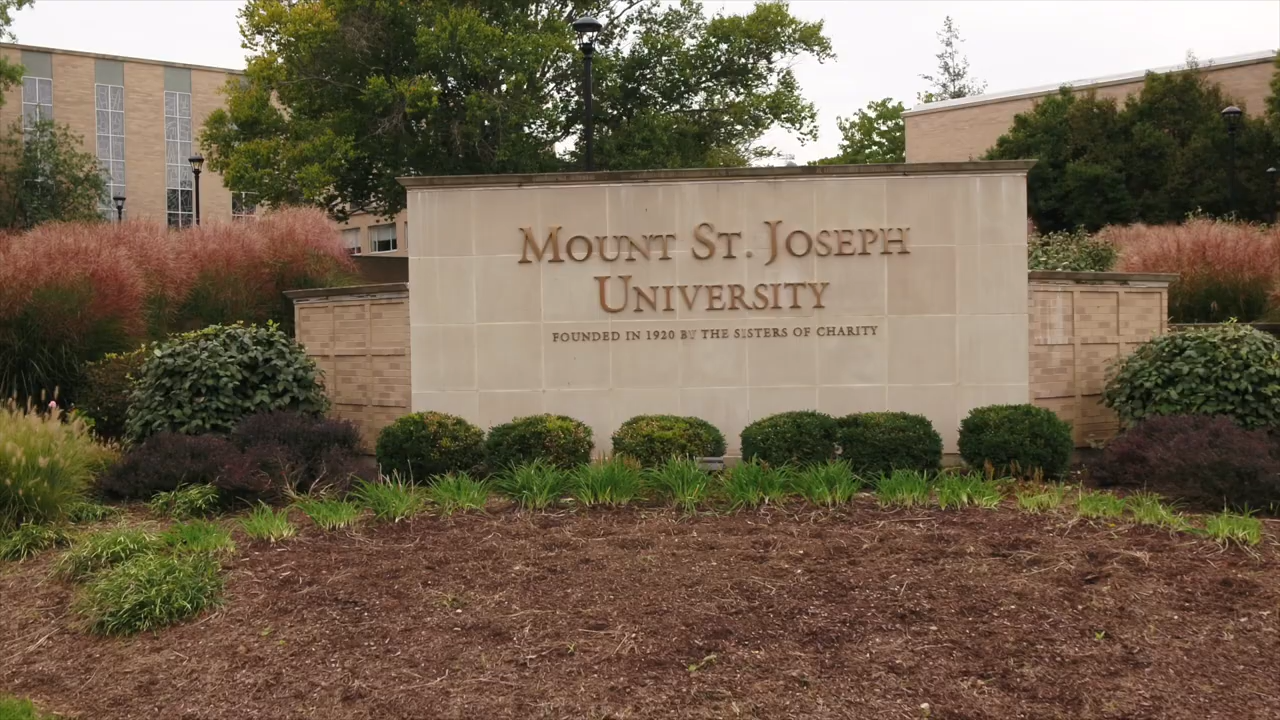 MOUNT ST. JOSEPH
UNIVERSITY
FOUNDED IN 1920 BY THE SISTERS OF CHARITY